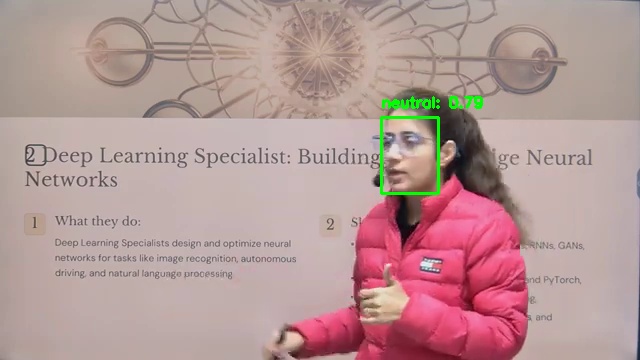 neutral: 0.79
2 Deep Learning Specialist: Building Neural
Networks
1 What they do:
Deep Learning Specialists design and optimize neural
networks for tasks like image recognition, autonomous
driving, and natural language processing.
2
RNNs, GANs,
and PyTorch,
and